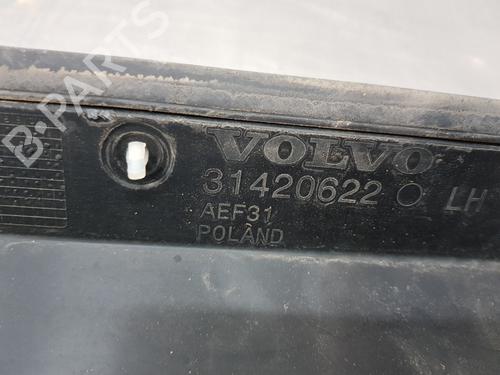 B-PARTS
VOLVO
31420622 LH
AEF31
POLAND